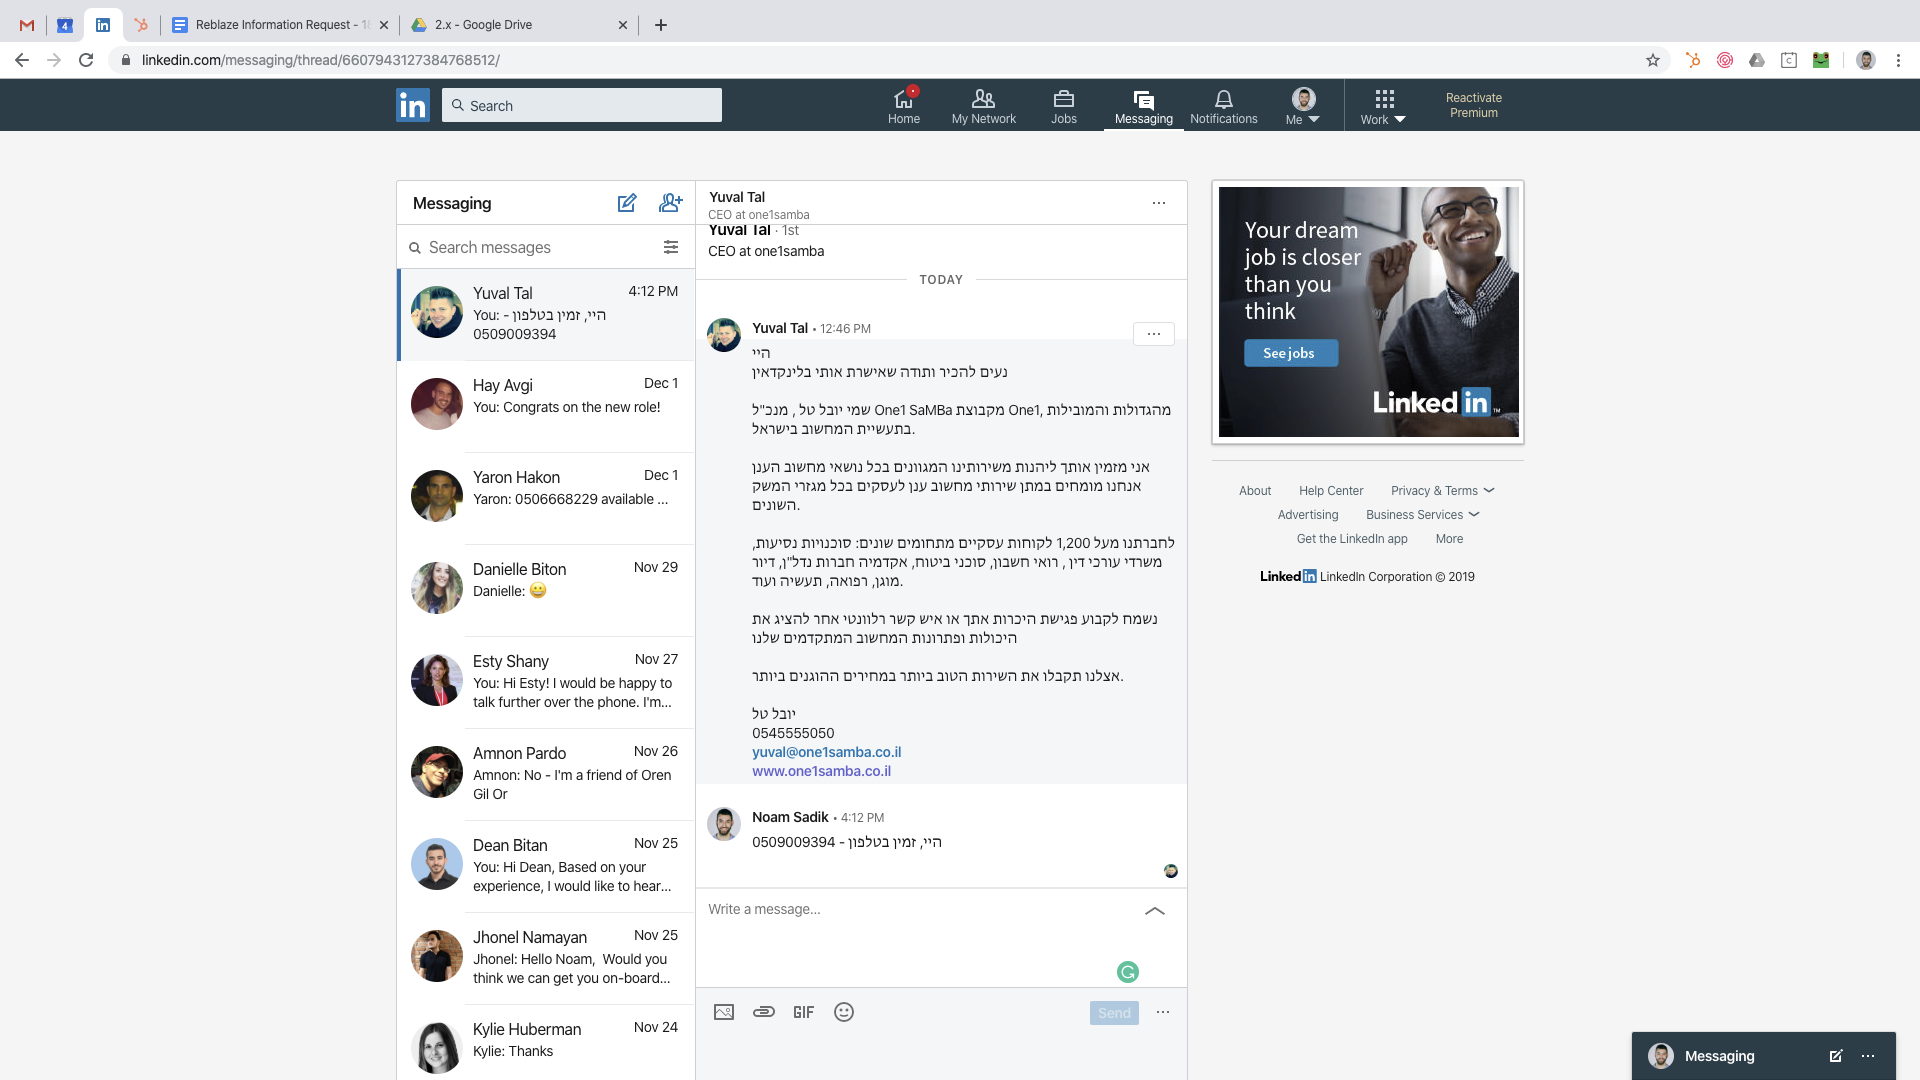 Reblaze Information Request - 18
2.x - Google Drive
linkedin.com/messaging/thread/6607943127384768512/
Search
Home
My Network
Jobs
Messaging
Notifications
Me
Work
Reactivate
Premium
Messaging
Search messages
Yuval Tal
4:12 PM
You: היי, זמין בטלפון -
0509009394
Hay Avgi
Dec 1
You: Congrats on the new role!
Yaron Hakon
Dec 1
Yaron: 0506668229 available ...
Danielle Biton
Nov 29
Danielle: 😀
Esty Shany
Nov 27
You: Hi Esty! I would be happy to
talk further over the phone. I'm...
Amnon Pardo
Nov 26
Amnon: No - I'm a friend of Oren
Gil Or
Dean Bitan
Nov 25
You: Hi Dean, Based on your
experience, I would like to hear...
Jhonel Namayan
Nov 25
Jhonel: Hello Noam,  Would you
think we can get you on-board...
Kylie Huberman
Nov 24
Kylie: Thanks
Yuval Tal
CEO at one1samba
Yuval Tal · 1st
CEO at one1samba
TODAY
Yuval Tal • 12:46 PM
היי
נעים להכיר ותודה שאישרת אותי בלינקדאין
שמי יובל טל , מנכ"ל One1 SaMBa מקבוצת One1, מהגדולות והמובילות
בתעשיית המחשוב בישראל.
אני מזמין אותך ליהנות משירותינו המגוונים בכל נושאי מחשוב הענן
אנחנו מומחים במתן שירותי מחשוב ענן לעסקים בכל מגזרי המשק
השונים.
לחברתנו מעל 1,200 לקוחות עסקיים מתחומים שונים: סוכנויות נסיעות,
משרדי עורכי דין , רואי חשבון, סוכני ביטוח, אקדמיה חברות נדל"ן, דיור
מוגן, רפואה, תעשיה ועוד.
נשמח לקבוע פגישת היכרות אתך או איש קשר רלוונטי אחר להציג את
היכולות ופתרונות המחשוב המתקדמים שלנו
אצלנו תקבלו את השירות הטוב ביותר במחירים ההוגנים ביותר.
יובל טל
0545555050
yuval@one1samba.co.il
www.one1samba.co.il
Noam Sadik • 4:12 PM
היי, זמין בטלפון - 0509009394
Write a message...
GIF
Send
Your dream
job is closer
than you
think
See jobs
Linked in
About
Help Center
Privacy & Terms
Advertising
Business Services
Get the LinkedIn app
More
Linked in LinkedIn Corporation © 2019
Messaging